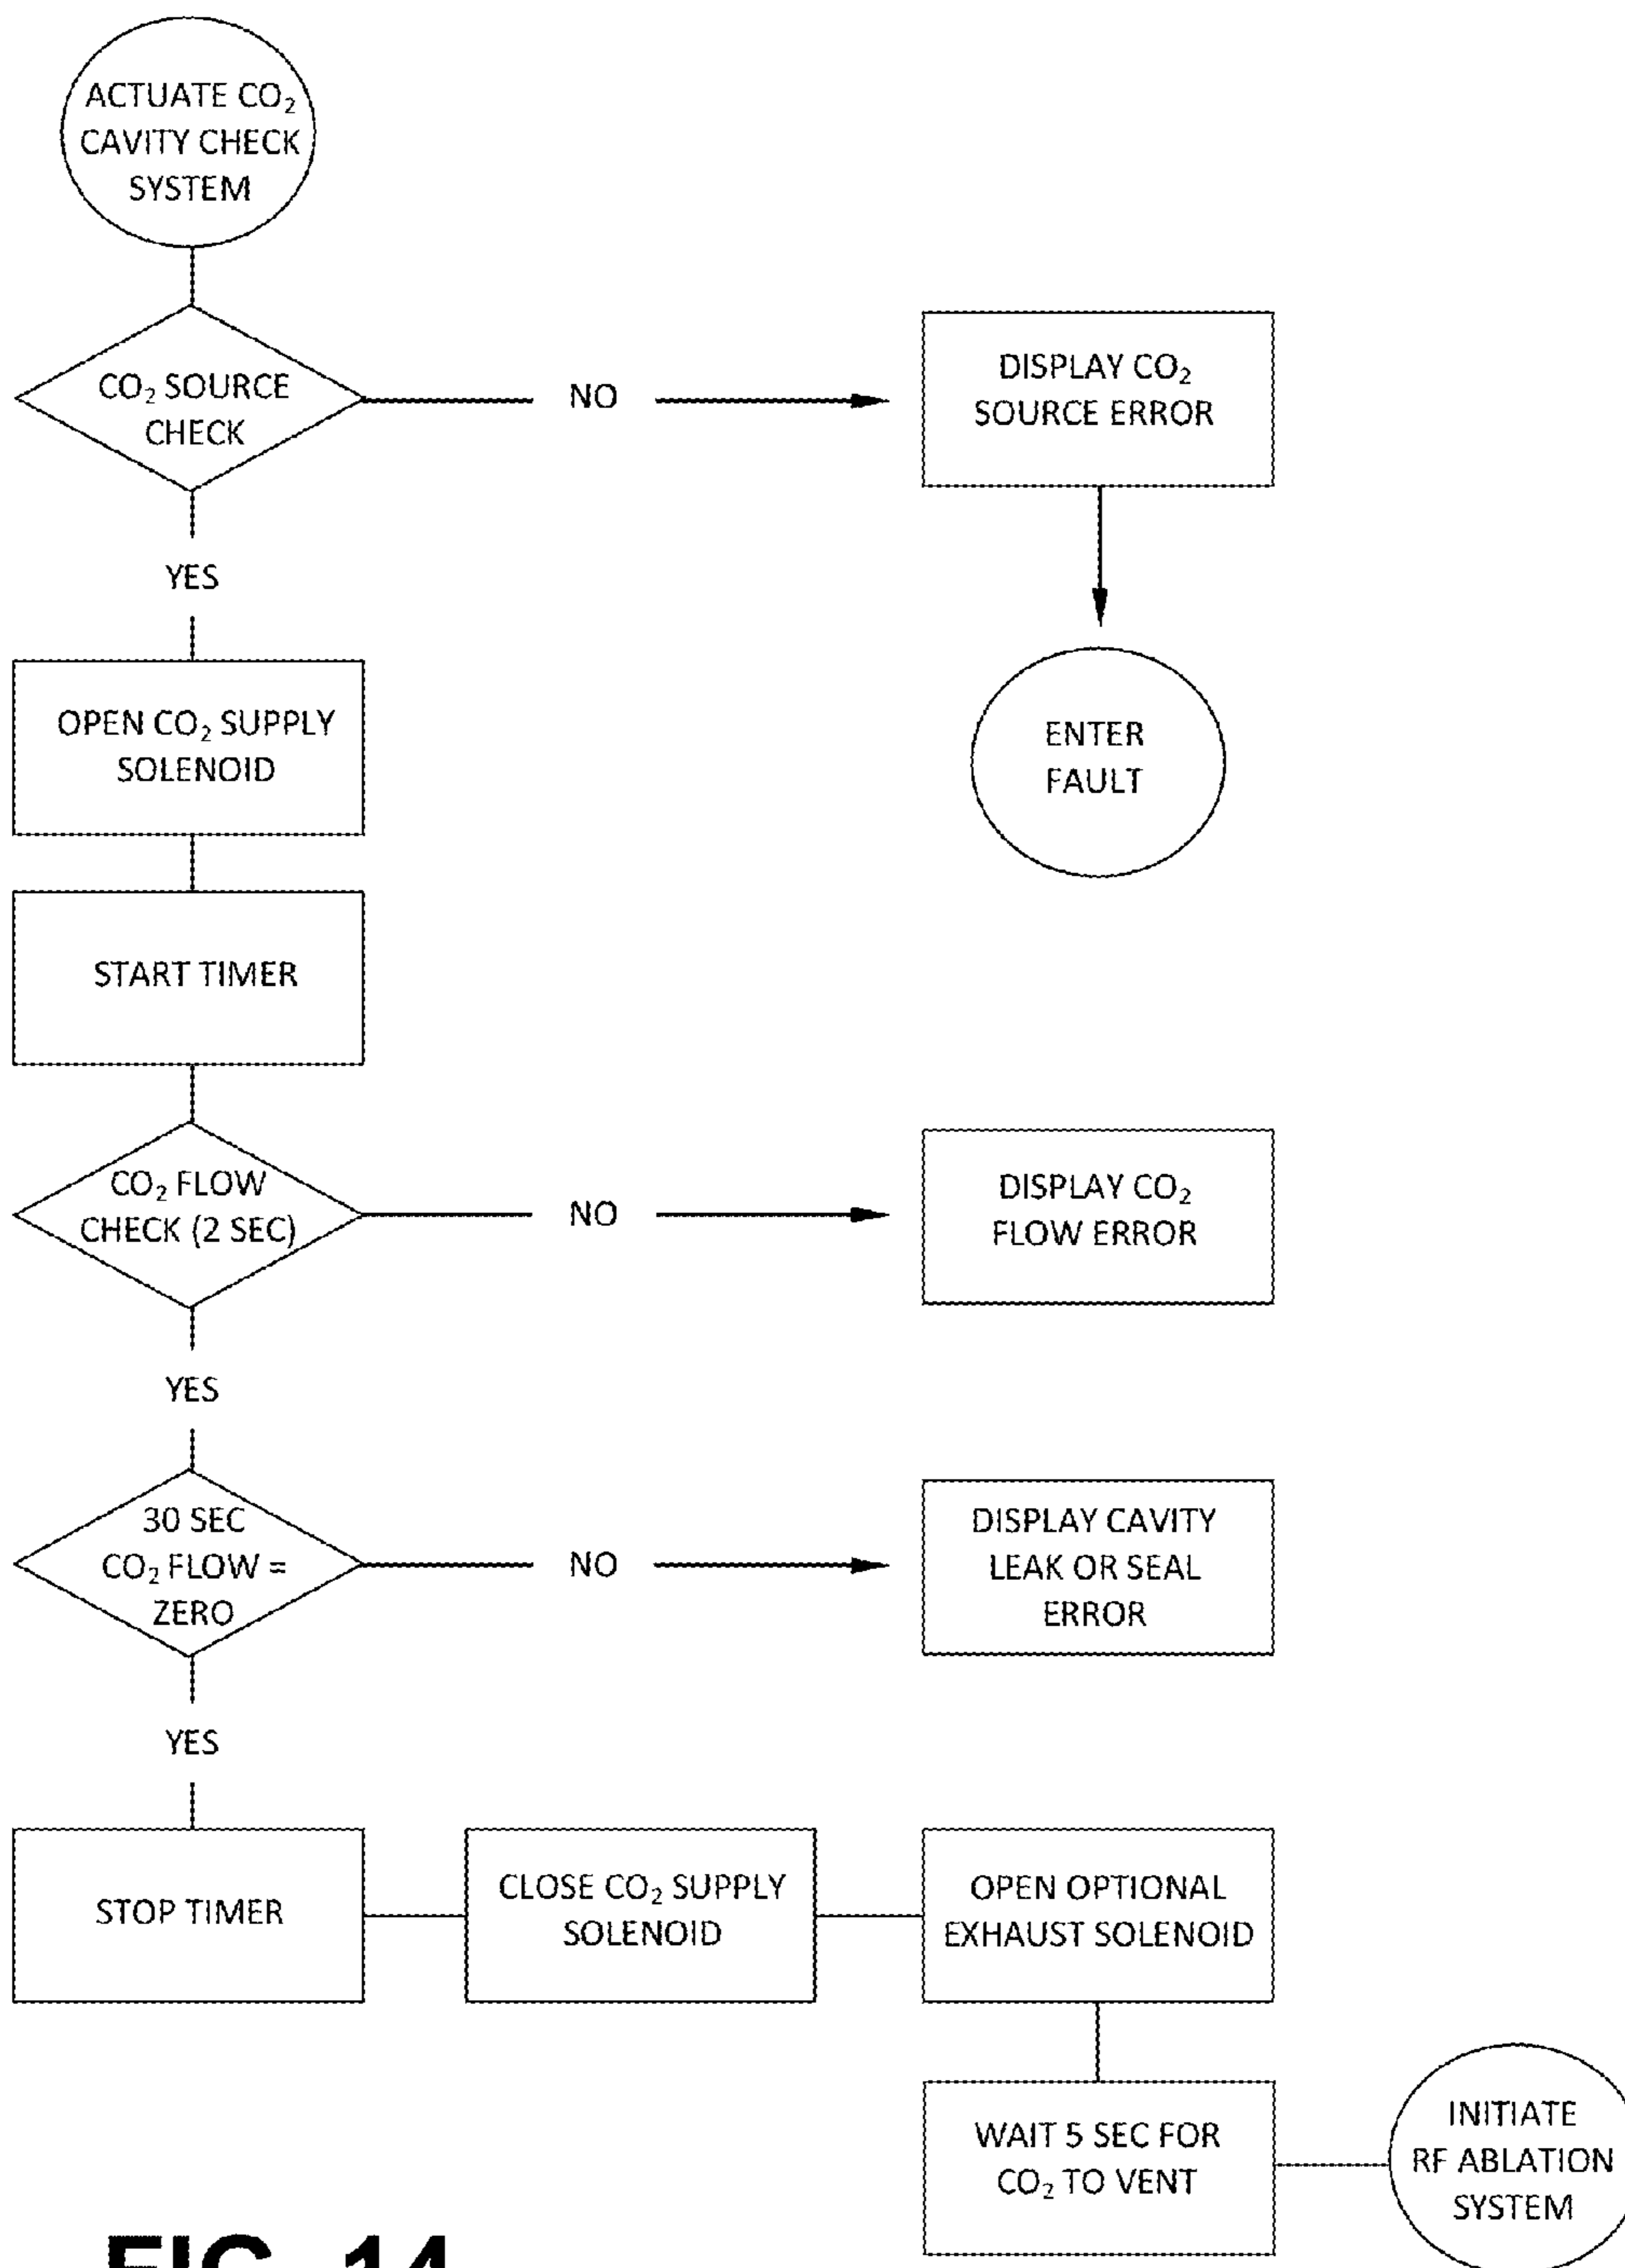 ACTUATE CO₂
CAVITY CHECK
SYSTEM
CO₂ SOURCE
CHECK
NO
DISPLAY CO₂
SOURCE ERROR
YES
ENTER
FAULT
OPEN CO₂ SUPPLY
SOLENOID
START TIMER
CO₂ FLOW
CHECK (2 SEC)
NO
DISPLAY CO₂
FLOW ERROR
YES
30 SEC
CO₂ FLOW =
ZERO
NO
DISPLAY CAVITY
LEAK OR SEAL
ERROR
YES
STOP TIMER
CLOSE CO₂ SUPPLY
SOLENOID
OPEN OPTIONAL
EXHAUST SOLENOID
WAIT 5 SEC FOR
CO₂ TO VENT
INITIATE
RF ABLATION
SYSTEM
FIG. 14